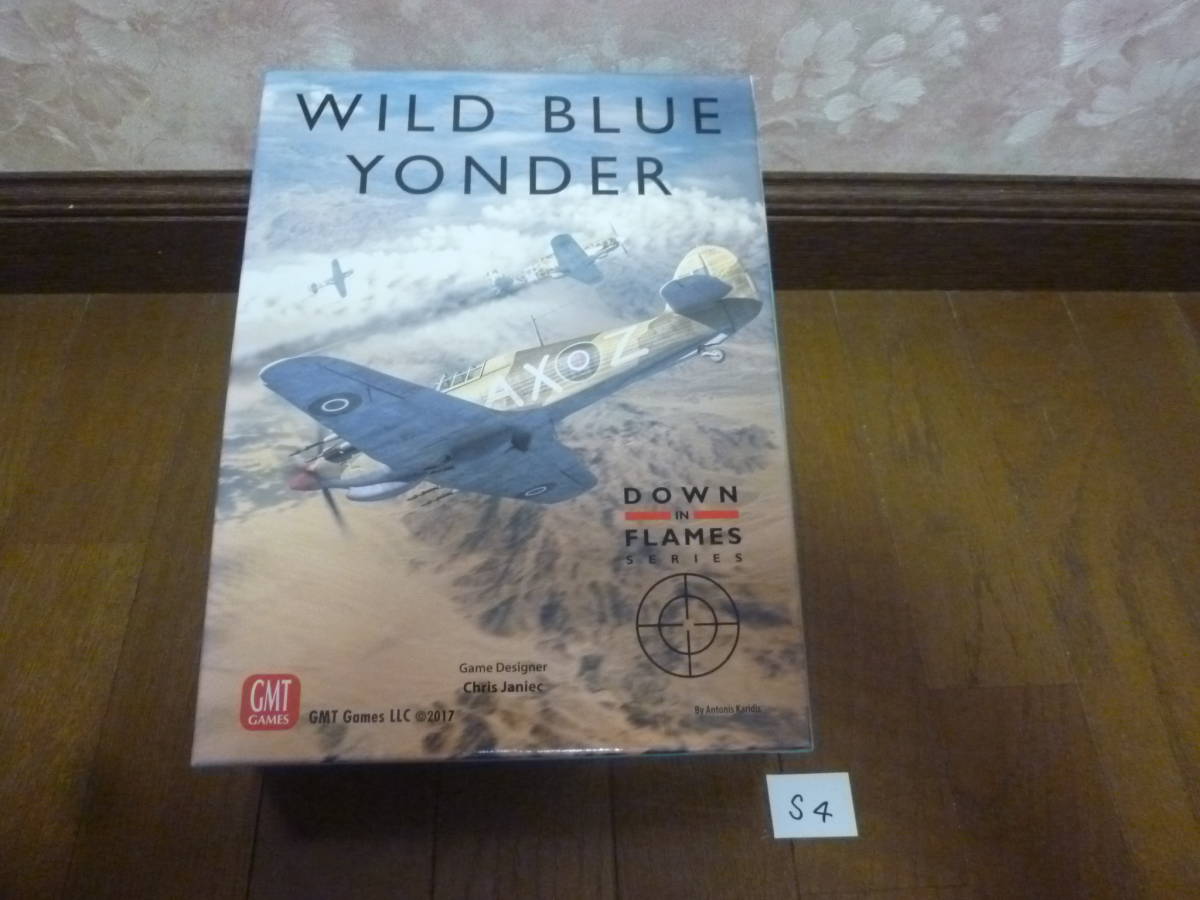 WILD BLUE
YONDER
AX Z
DOWN
IN
FLAMES
SERIES
Game Designer
Chris Janiec
GMT
GAMES
GMT Games LLC ©2017
By Antonis Karidis
S4